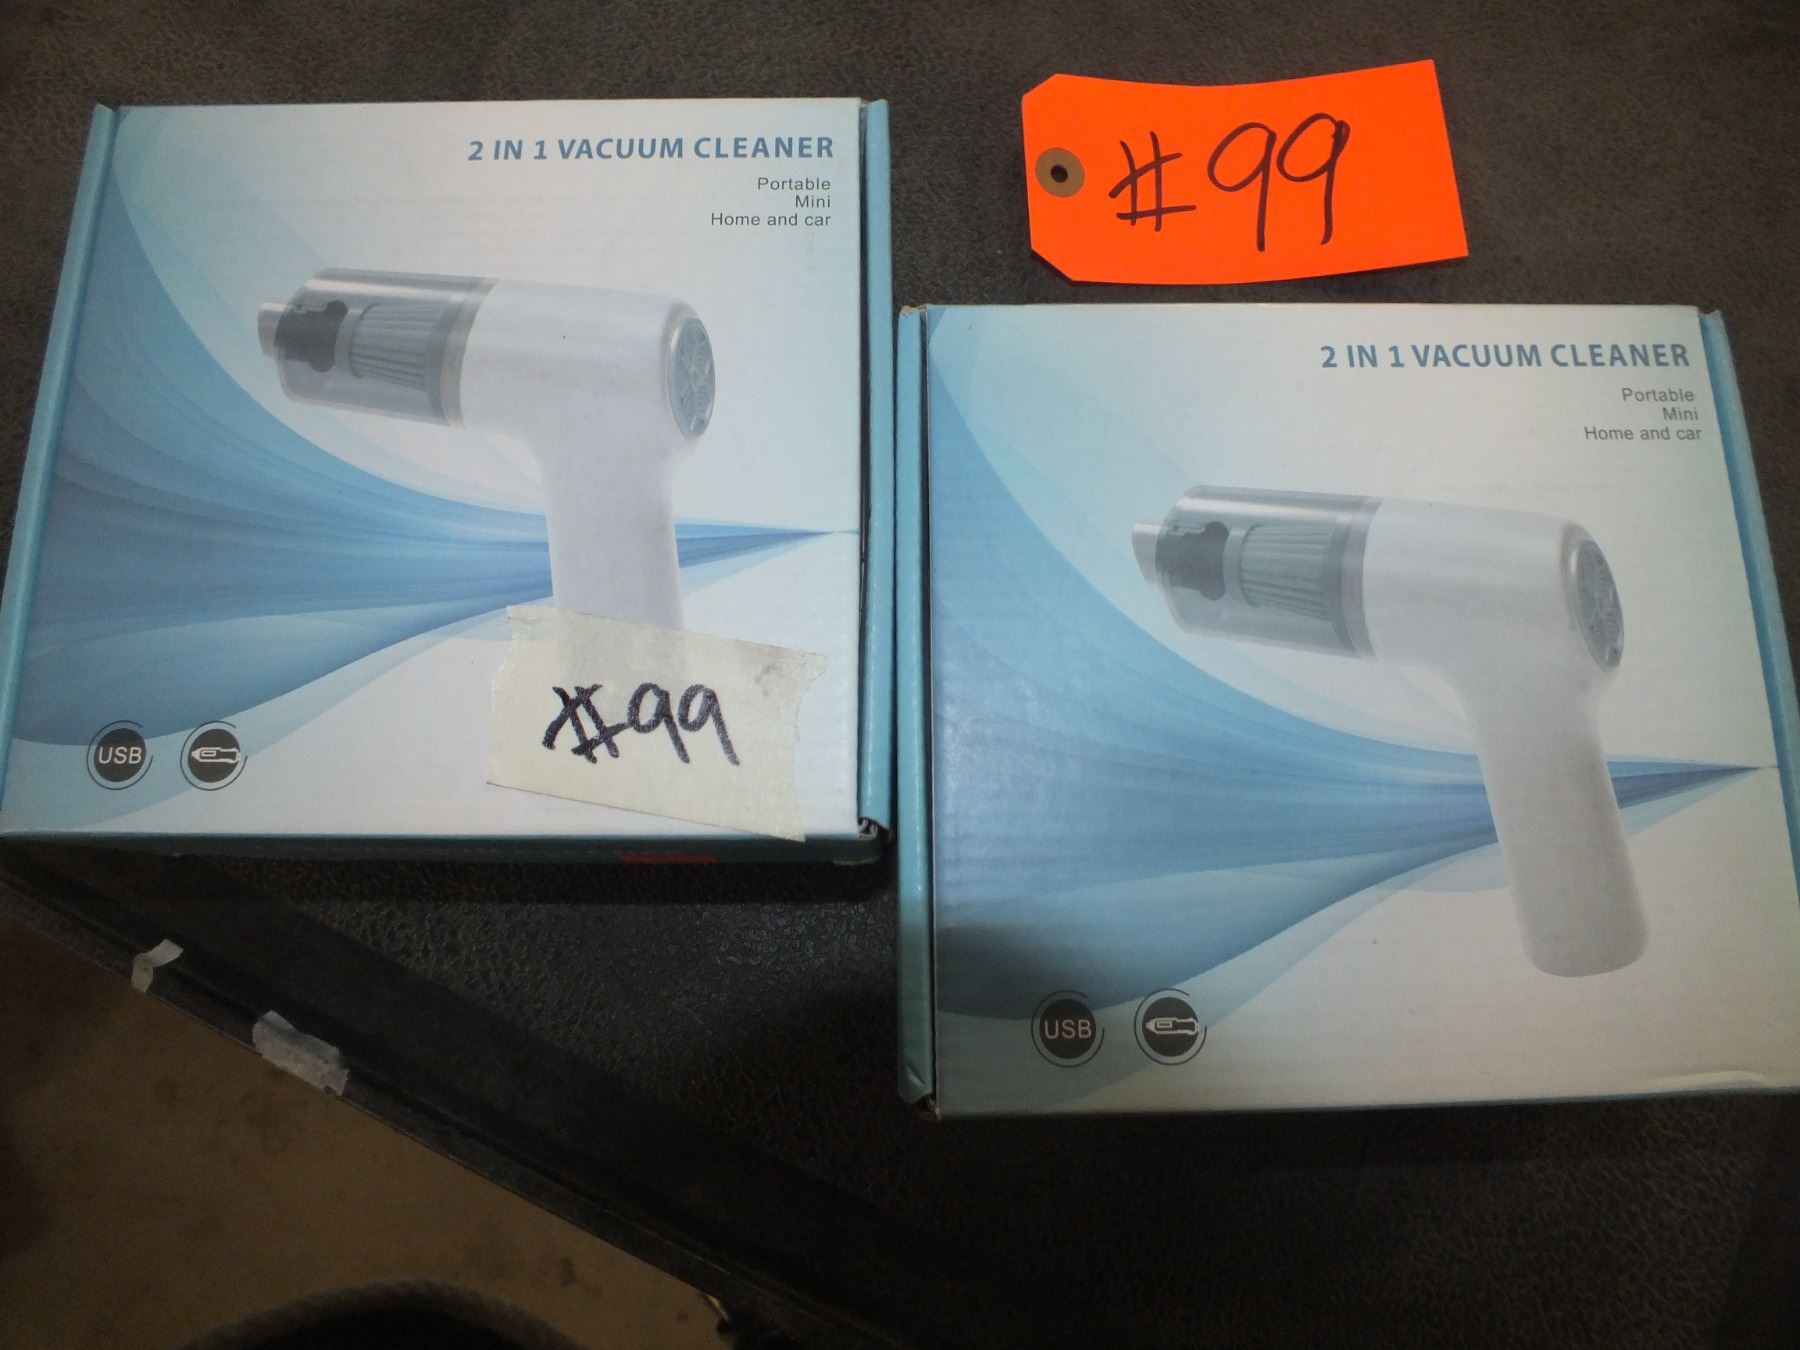 2 IN 1 VACUUM CLEANER
Portable
Mini
Home and car
#99
USB
#99
2 IN 1 VACUUM CLEANER
Portable
Mini
Home and car
USB